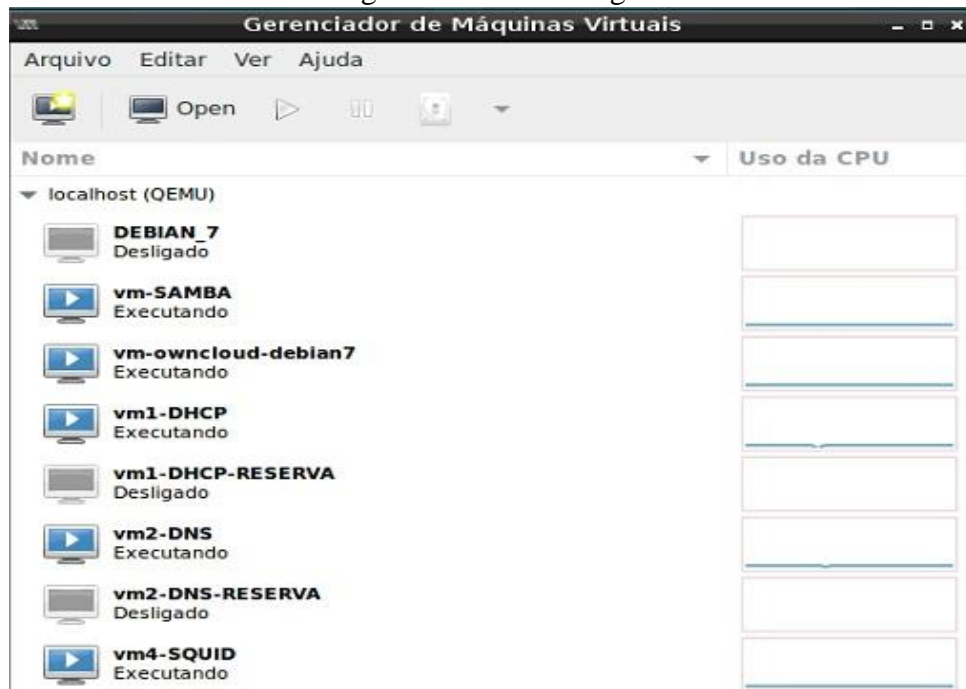 Gerenciador de Máquinas Virtuais
Arquivo Editar Ver Ajuda
Open
Nome Uso da CPU
localhost (QEMU)
DEBIAN_7
Desligado
vm-SAMBA
Executando
vm-owncloud-debian7
Executando
vm1-DHCP
Executando
vm1-DHCP-RESERVA
Desligado
vm2-DNS
Executando
vm2-DNS-RESERVA
Desligado
vm4-SQUID
Executando